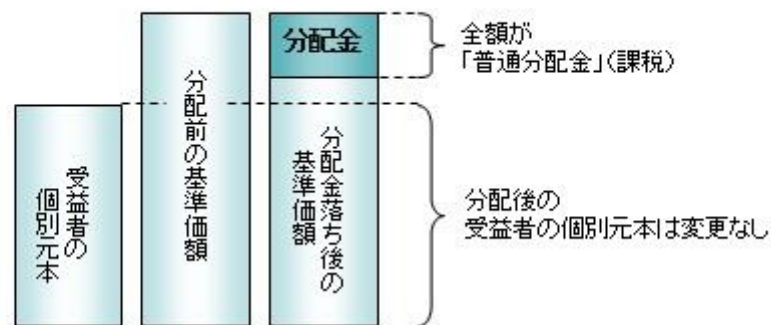 受益者の
個別元本
分配前の基準価額
分配金
分配金落ち後の
基準価額
全額が
「普通分配金」(課税)
分配後の
受益者の個別元本は変更なし